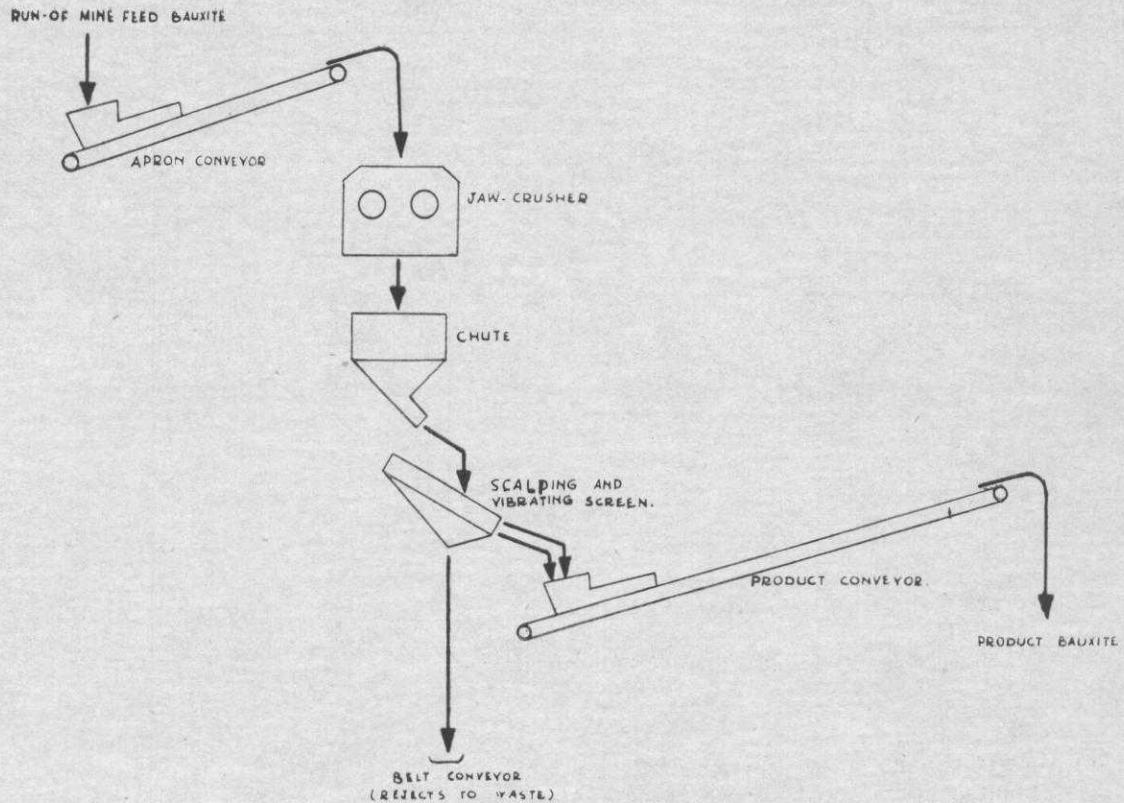 RUN-OF MINE FEED BAUXITE
APRON CONVEYOR
JAW-CRUSHER
CHUTE
SCALPING AND
VIBRATING SCREEN.
PRODUCT CONVEYOR.
PRODUCT BAUXITE
BELT CONVEYOR
(REJECTS TO WASTE)